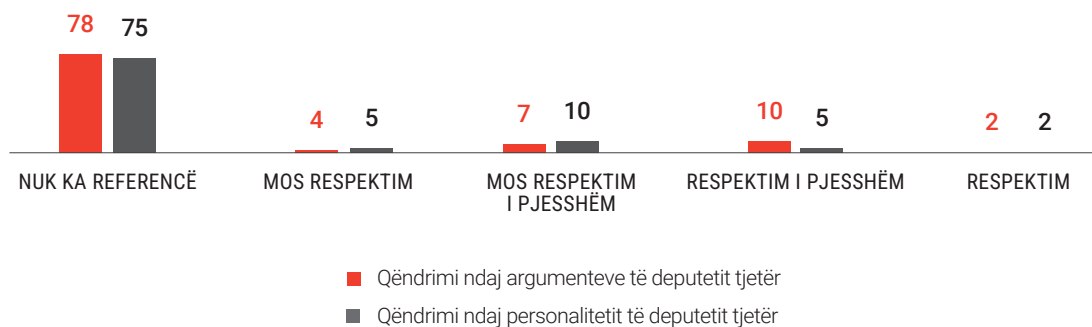 78 75
4 5
7 10
10 5
2 2
NUK KA REFERENCË
MOS RESPEKTIM
MOS RESPEKTIM
I PJESSHËM
RESPEKTIM I PJESSHËM
RESPEKTIM
Qëndrimi ndaj argumenteve të deputetit tjetër
Qëndrimi ndaj personalitetit të deputetit tjetër